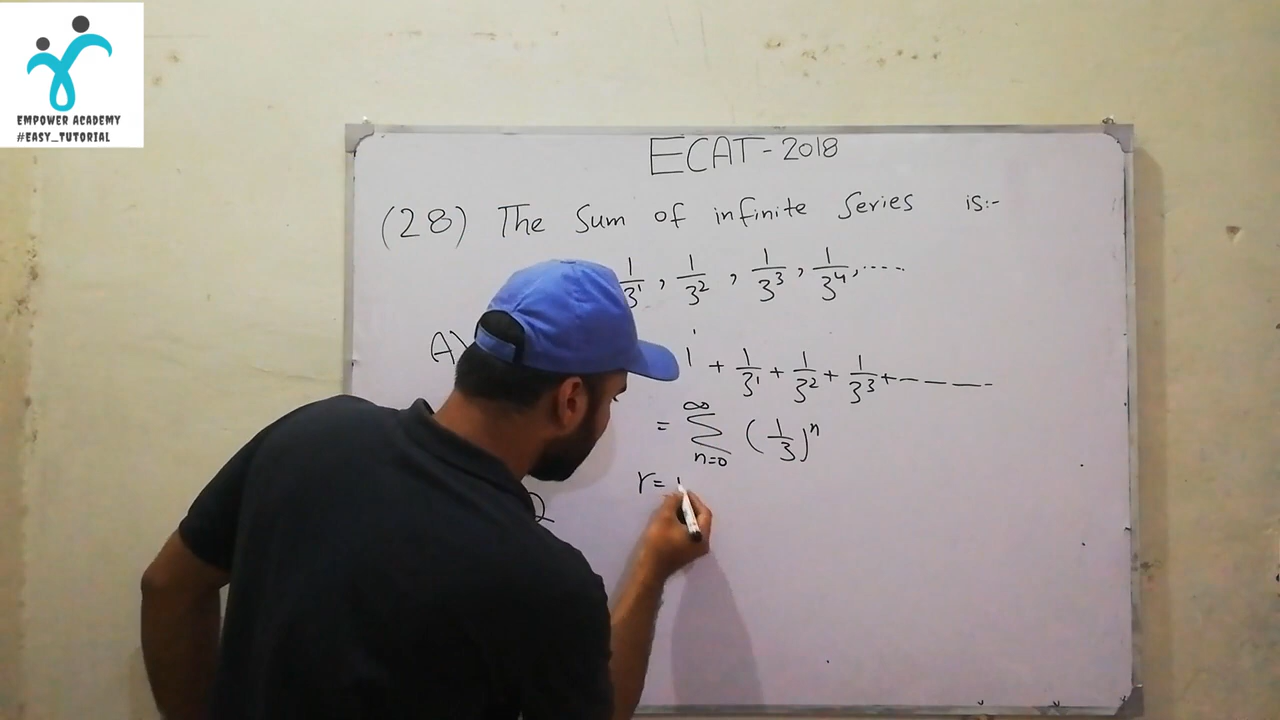 EMPOWER ACADEMY
#EASY_TUTORIAL
ECAT-2018
(28) The Sum of infinite Series is:-
1/3¹ , 1/3² , 1/3³ , 1/3⁴, .....
A)
1 + 1/3¹ + 1/3² + 1/3³ + - - - -
= ∞ Σ n=0 (1/3)ⁿ
r = 1